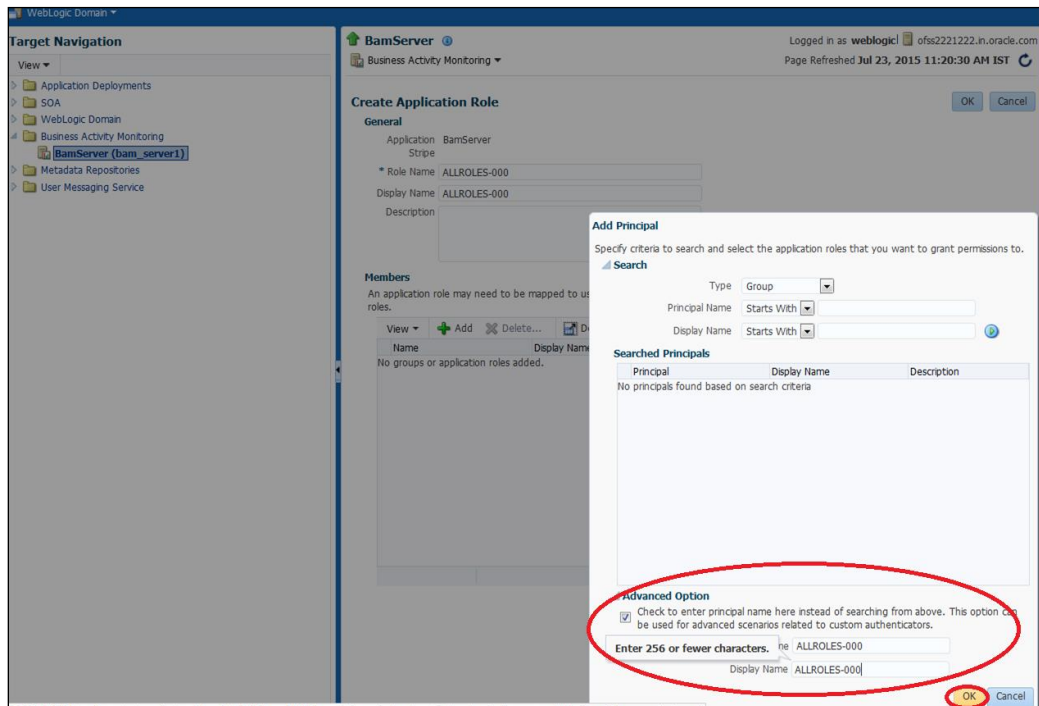 WebLogic Domain
Target Navigation
View
Application Deployments
SOA
WebLogic Domain
Business Activity Monitoring
BamServer (bam_server1)
Metadata Repositories
User Messaging Service
BamServer
Business Activity Monitoring
Logged in as weblogic ofss2221222.in.oracle.com
Page Refreshed Jul 23, 2015 11:20:30 AM IST
Create Application Role
OK Cancel
General
Application Stripe BamServer
* Role Name ALLROLES-000
Display Name ALLROLES-000
Description
Members
An application role may need to be mapped to us
roles.
View Add Delete... D
Name Display Name
No groups or application roles added.
Add Principal
Specify criteria to search and select the application roles that you want to grant permissions to.
Search
Type Group
Principal Name Starts With
Display Name Starts With
Searched Principals
Principal Display Name Description
No principals found based on search criteria
Advanced Option
Check to enter principal name here instead of searching from above. This option can
be used for advanced scenarios related to custom authenticators.
Enter 256 or fewer characters. me ALLROLES-000
Display Name ALLROLES-000
OK Cancel